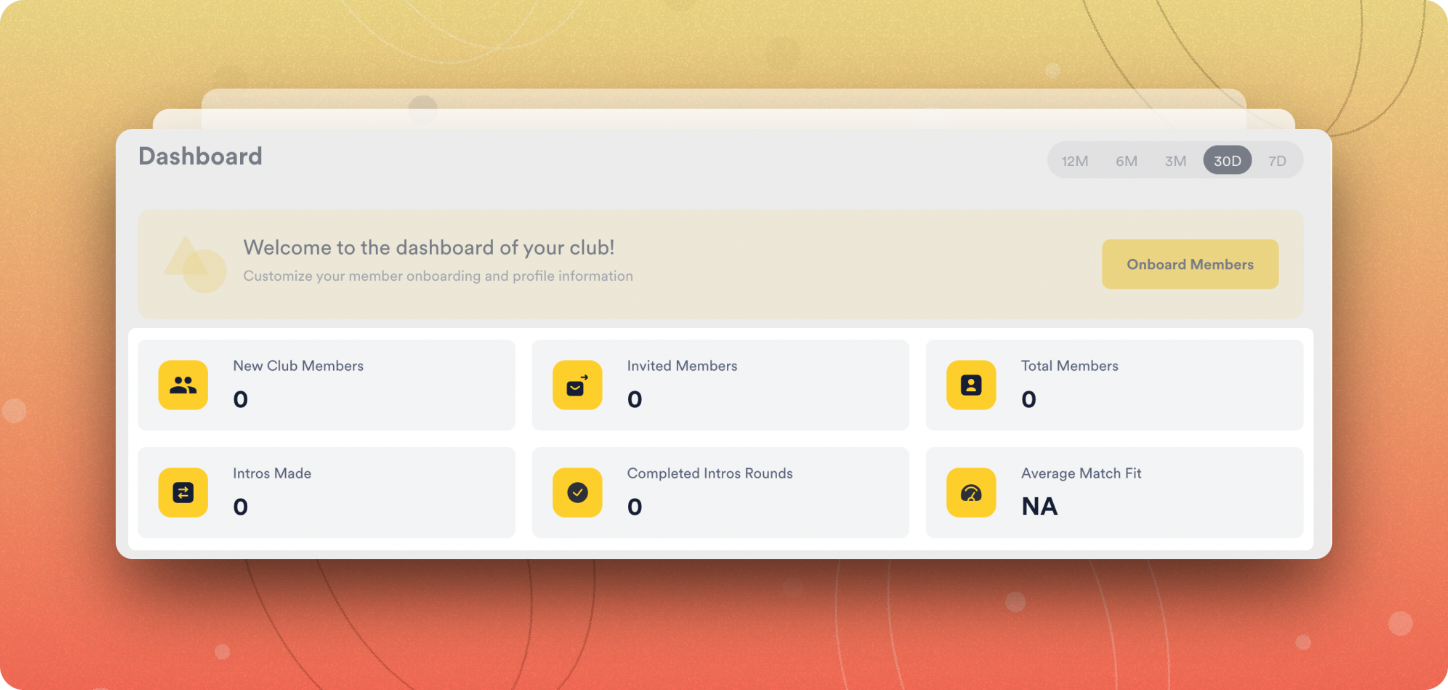 Dashboard
12M 6M 3M 30D 7D
Welcome to the dashboard of your club!
Customize your member onboarding and profile information
Onboard Members
New Club Members
0
Invited Members
0
Total Members
0
Intros Made
0
Completed Intros Rounds
0
Average Match Fit
NA